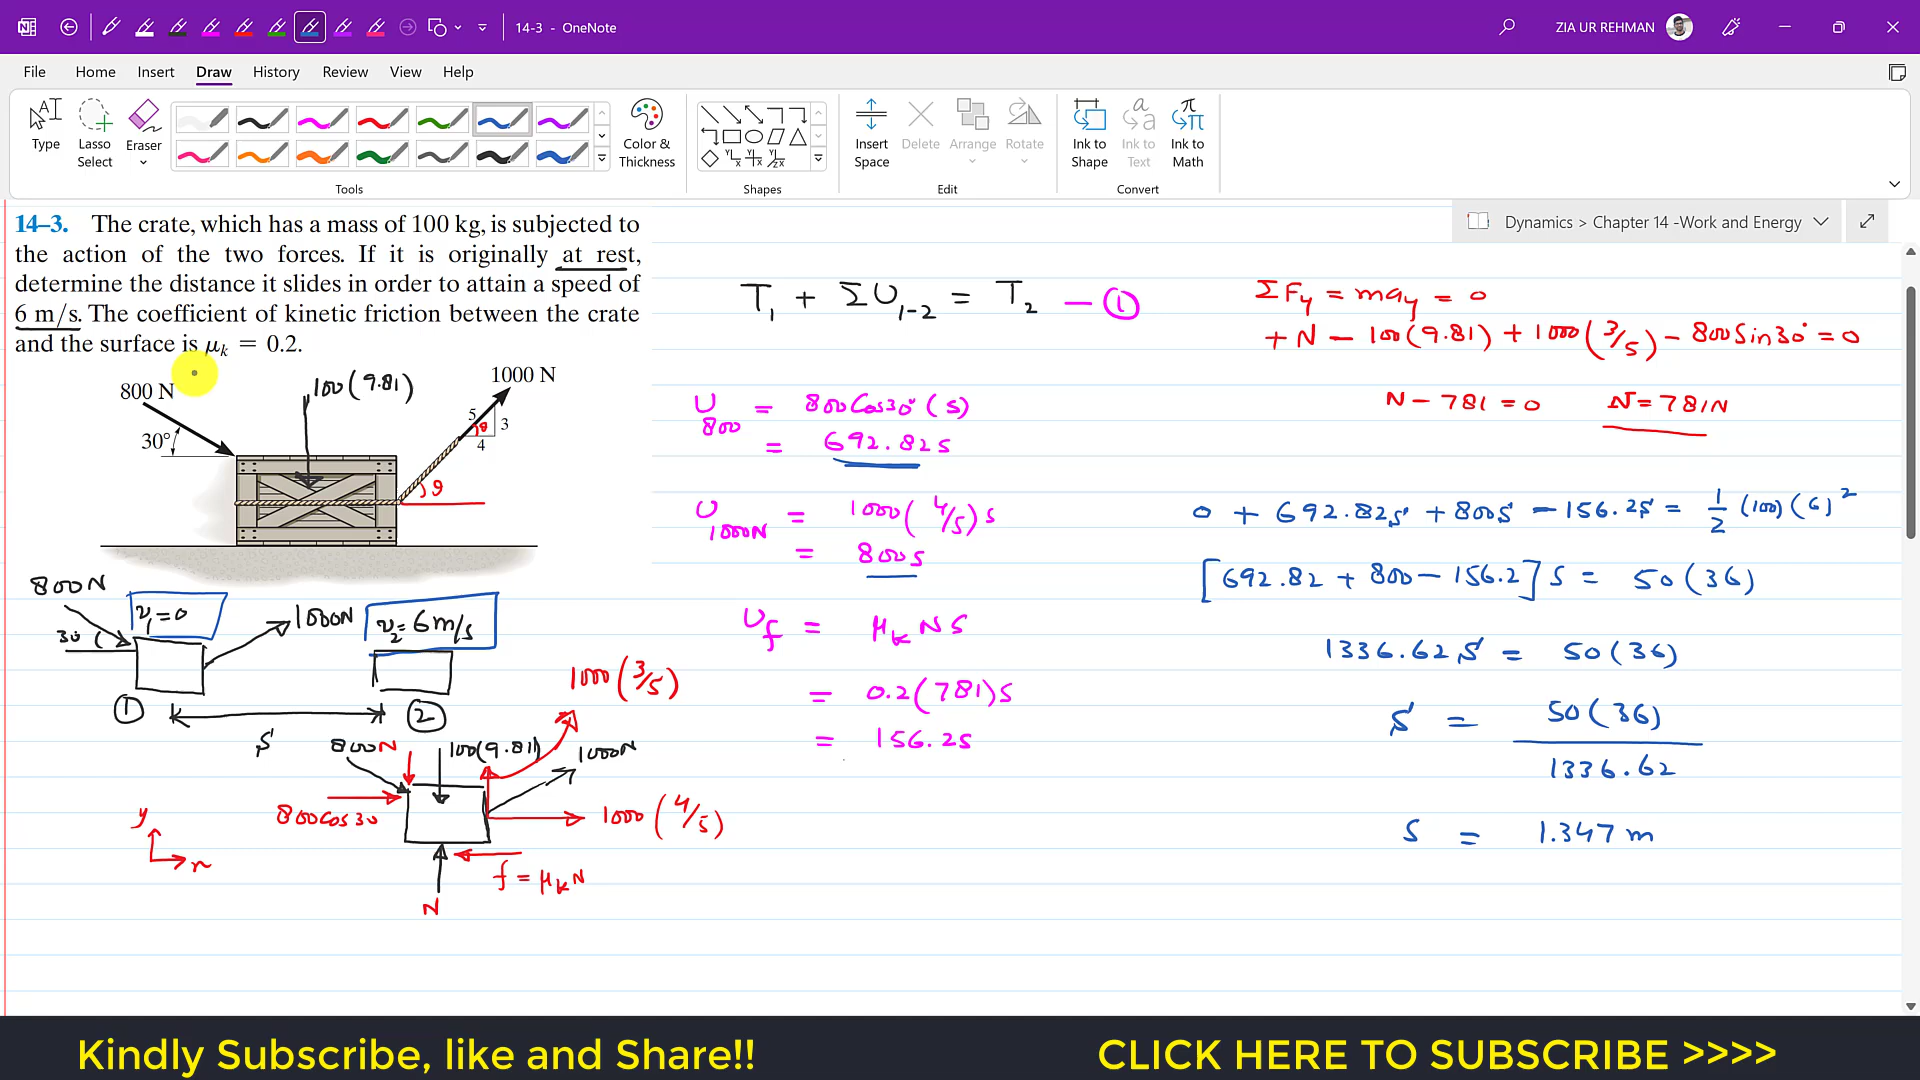 14-3 - OneNote
ZIA UR REHMAN
File Home Insert Draw History Review View Help
Type
Lasso Select
Eraser
Color & Thickness
Insert Space
Delete
Arrange
Rotate
Ink to Shape
Ink to Text
Ink to Math
Tools
Shapes
Edit
Convert
Dynamics > Chapter 14 -Work and Energy
14–3. The crate, which has a mass of 100 kg, is subjected to
the action of the two forces. If it is originally at rest,
determine the distance it slides in order to attain a speed of
6 m/s. The coefficient of kinetic friction between the crate
and the surface is μk = 0.2.
800 N
30°
100(9.81)
1000 N
5
3
4
θ
θ
800N
30
v1=0
1000N
v2=6m/s
①
②
S
800N
100(9.81)
1000N
1000(3/5)
800cos30
1000(4/5)
f = μkN
N
y
x
T1 + ΣU1-2 = T2 — ①
U800 = 800Cos30°(s)
= 692.82s
U1000N = 1000(4/5)s
= 800s
Uf = μk N S
= 0.2(781)S
= 156.2s
ΣFy = may = 0
+N - 100(9.81) + 1000(3/5) - 800Sin30° = 0
N - 781 = 0 N = 781N
0 + 692.82s + 800s - 156.2s = 1/2 (100)(6)²
[692.82 + 800 - 156.2] s = 50(36)
1336.62 s = 50(36)
s = 50(36)
1336.62
s = 1.347 m
Kindly Subscribe, like and Share!!
CLICK HERE TO SUBSCRIBE >>>>